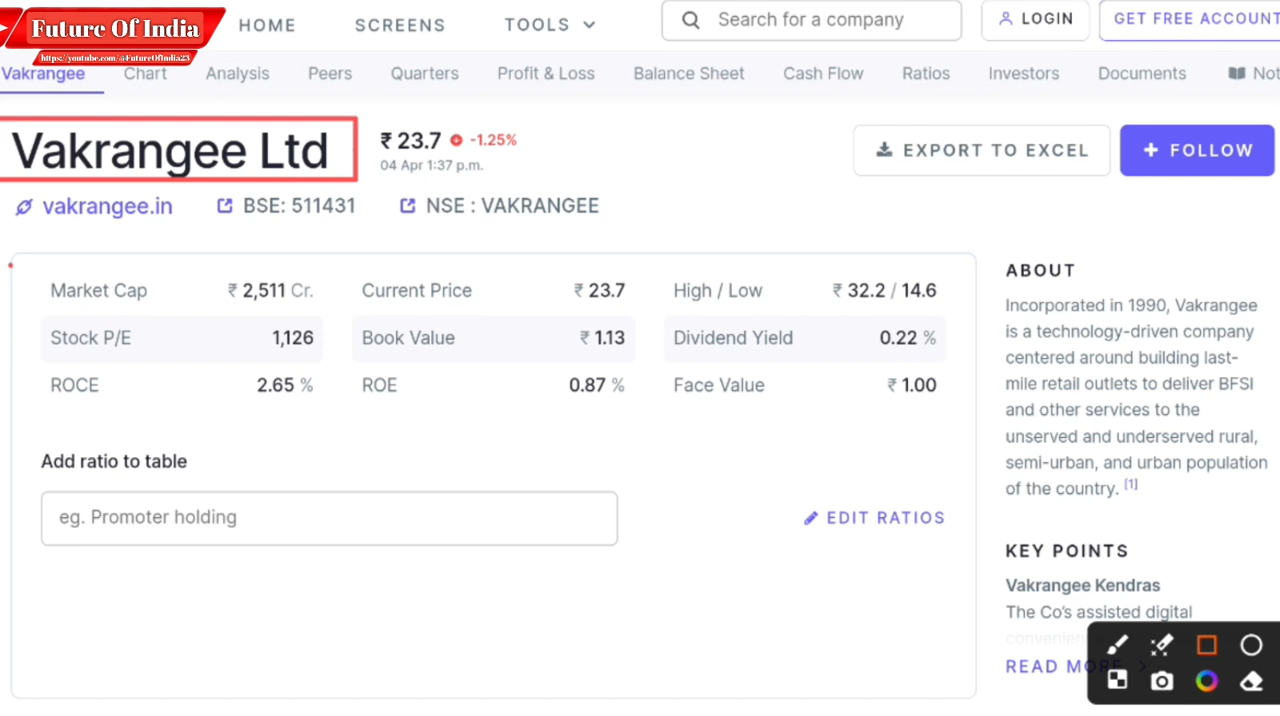 Future Of India
https://youtube.com/@FutureOfIndia23
HOME SCREENS TOOLS
Search for a company
LOGIN
GET FREE ACCOUNT
Vakrangee Chart Analysis Peers Quarters Profit & Loss Balance Sheet Cash Flow Ratios Investors Documents Not
Vakrangee Ltd
₹ 23.7 -1.25%
04 Apr 1:37 p.m.
EXPORT TO EXCEL
+ FOLLOW
vakrangee.in BSE: 511431 NSE : VAKRANGEE
Market Cap ₹ 2,511 Cr. Current Price ₹ 23.7 High / Low ₹ 32.2 / 14.6
Stock P/E 1,126 Book Value ₹ 1.13 Dividend Yield 0.22 %
ROCE 2.65 % ROE 0.87 % Face Value ₹ 1.00
Add ratio to table
eg. Promoter holding
EDIT RATIOS
ABOUT
Incorporated in 1990, Vakrangee
is a technology-driven company
centered around building last-
mile retail outlets to deliver BFSI
and other services to the
unserved and underserved rural,
semi-urban, and urban population
of the country. [1]
KEY POINTS
Vakrangee Kendras
The Co's assisted digital
READ MORE